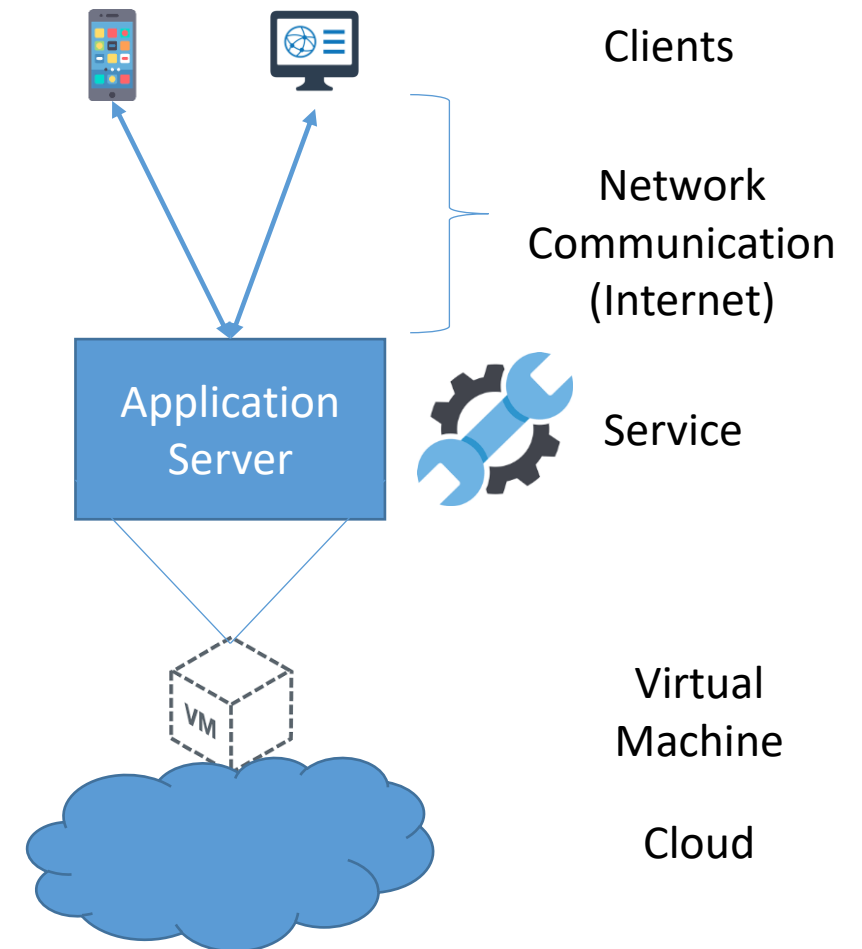 Clients
Network
Communication
(Internet)
Application
Server
Service
VM
Virtual
Machine
Cloud